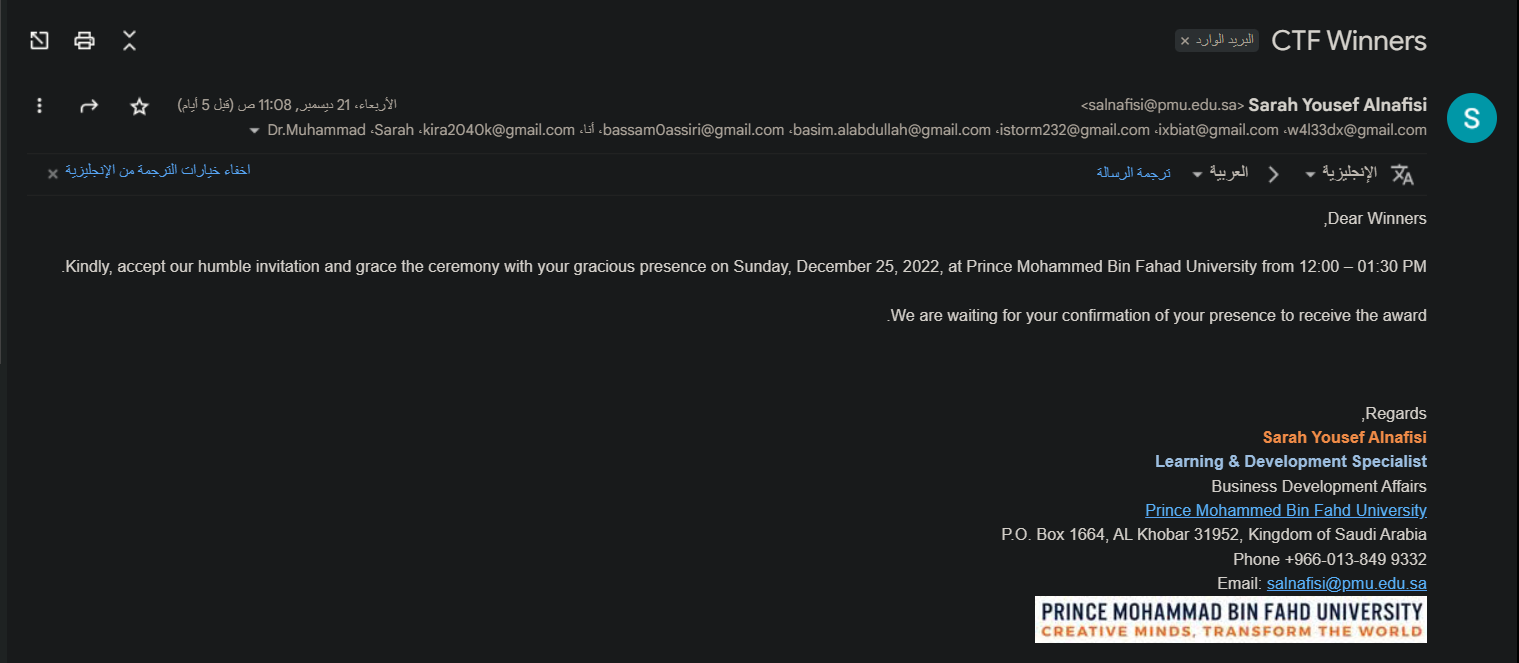 CTF Winners البريد الوارد ×
Sarah Yousef Alnafisi <salnafisi@pmu.edu.sa> الأربعاء، 21 ديسمبر, 11:08 ص (قبل 5 أيام)
w4l33dx@gmail.com، ixbiat@gmail.com، istorm232@gmail.com، basim.alabdullah@gmail.com، bassam0assiri@gmail.com، أنا، kira2040k@gmail.com، Sarah، Dr.Muhammad
الإنجليزية العربية ترجمة الرسالة اخفاء خيارات الترجمة من الإنجليزية ×
Dear Winners,
Kindly, accept our humble invitation and grace the ceremony with your gracious presence on Sunday, December 25, 2022, at Prince Mohammed Bin Fahad University from 12:00 – 01:30 PM.
We are waiting for your confirmation of your presence to receive the award.
Regards,
Sarah Yousef Alnafisi
Learning & Development Specialist
Business Development Affairs
Prince Mohammed Bin Fahd University
P.O. Box 1664, AL Khobar 31952, Kingdom of Saudi Arabia
Phone +966-013-849 9332
Email: salnafisi@pmu.edu.sa
PRINCE MOHAMMAD BIN FAHD UNIVERSITY
CREATIVE MINDS, TRANSFORM THE WORLD
S